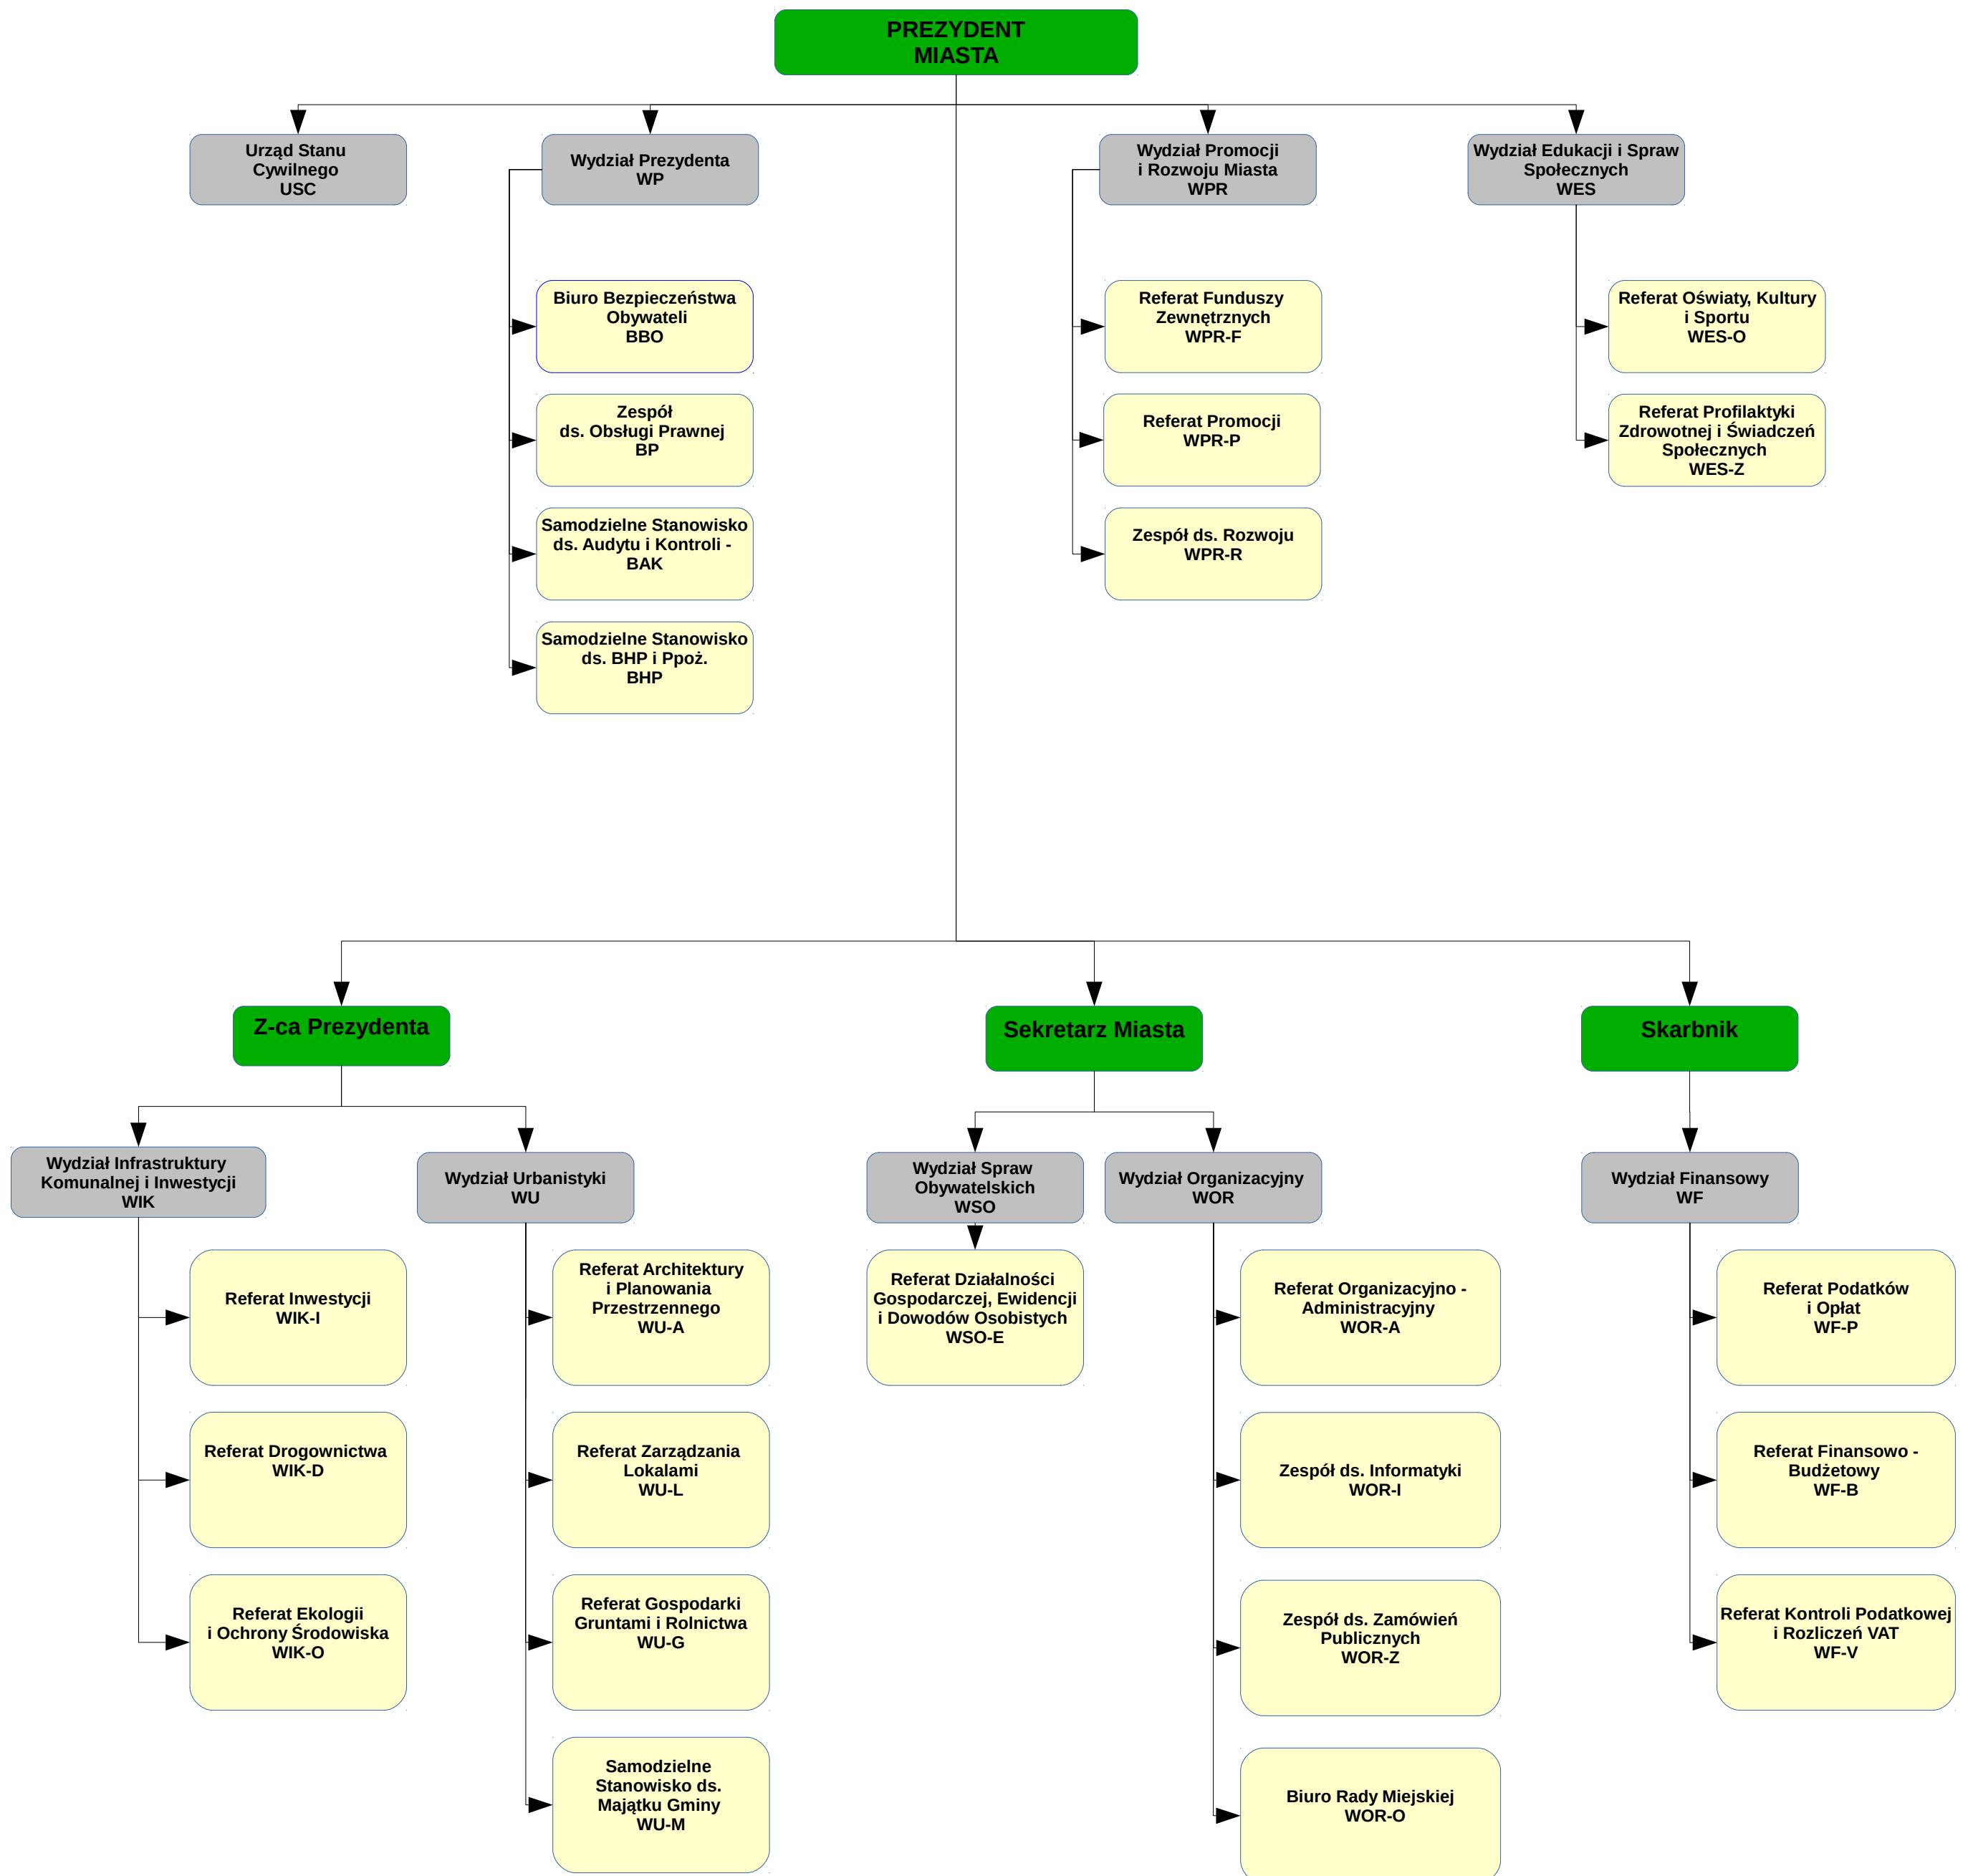 PREZYDENT
MIASTA
Urząd Stanu
Cywilnego
USC
Wydział Prezydenta
WP
Wydział Promocji
i Rozwoju Miasta
WPR
Wydział Edukacji i Spraw
Społecznych
WES
Biuro Bezpieczeństwa
Obywateli
BBO
Zespół
ds. Obsługi Prawnej
BP
Samodzielne Stanowisko
ds. Audytu i Kontroli -
BAK
Samodzielne Stanowisko
ds. BHP i Ppoż.
BHP
Referat Funduszy
Zewnętrznych
WPR-F
Referat Promocji
WPR-P
Zespół ds. Rozwoju
WPR-R
Referat Oświaty, Kultury
i Sportu
WES-O
Referat Profilaktyki
Zdrowotnej i Świadczeń
Społecznych
WES-Z
Z-ca Prezydenta
Sekretarz Miasta
Skarbnik
Wydział Infrastruktury
Komunalnej i Inwestycji
WIK
Wydział Urbanistyki
WU
Wydział Spraw
Obywatelskich
WSO
Wydział Organizacyjny
WOR
Wydział Finansowy
WF
Referat Inwestycji
WIK-I
Referat Drogownictwa
WIK-D
Referat Ekologii
i Ochrony Środowiska
WIK-O
Referat Architektury
i Planowania
Przestrzennego
WU-A
Referat Zarządzania
Lokalami
WU-L
Referat Gospodarki
Gruntami i Rolnictwa
WU-G
Samodzielne
Stanowisko ds.
Majątku Gminy
WU-M
Referat Działalności
Gospodarczej, Ewidencji
i Dowodów Osobistych
WSO-E
Referat Organizacyjno -
Administracyjny
WOR-A
Zespół ds. Informatyki
WOR-I
Zespół ds. Zamówień
Publicznych
WOR-Z
Biuro Rady Miejskiej
WOR-O
Referat Podatków
i Opłat
WF-P
Referat Finansowo -
Budżetowy
WF-B
Referat Kontroli Podatkowej
i Rozliczeń VAT
WF-V